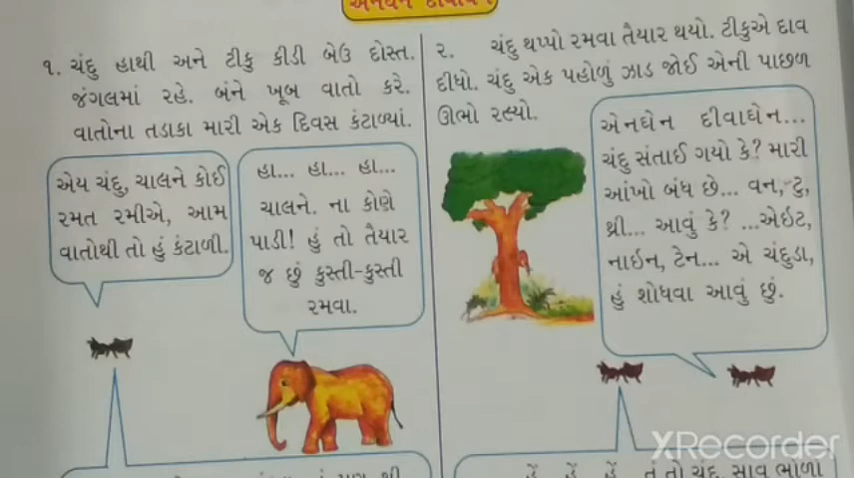 ૧. ચંદુ હાથી અને ટીકુ કીડી બેઉ દોસ્ત.
જંગલમાં રહે. બંને ખૂબ વાતો કરે.
વાતોના તડાકા મારી એક દિવસ કંટાળ્યાં.
એય ચંદુ, ચાલને કોઈ
રમત રમીએ, આમ
વાતોથી તો હું કંટાળી.
હા... હા... હા...
ચાલને. ના કોણે
પાડી! હું તો તૈયાર
જ છું કુસ્તી-કુસ્તી
રમવા.
૨. ચંદુ થપ્પો રમવા તૈયાર થયો. ટીકુએ દાવ
દીધો. ચંદુ એક પહોળું ઝાડ જોઈ એની પાછળ
ઊભો રહ્યો.
એનઘેન દીવાઘેન...
ચંદુ સંતાઈ ગયો કે? મારી
આંખો બંધ છે... વન, ટુ,
થ્રી... આવું કે? ...એઈટ,
નાઇન, ટેન... એ ચંદુડા,
હું શોધવા આવું છું.
તું તો ચંદુ સાવ ભોળો
XRecorder